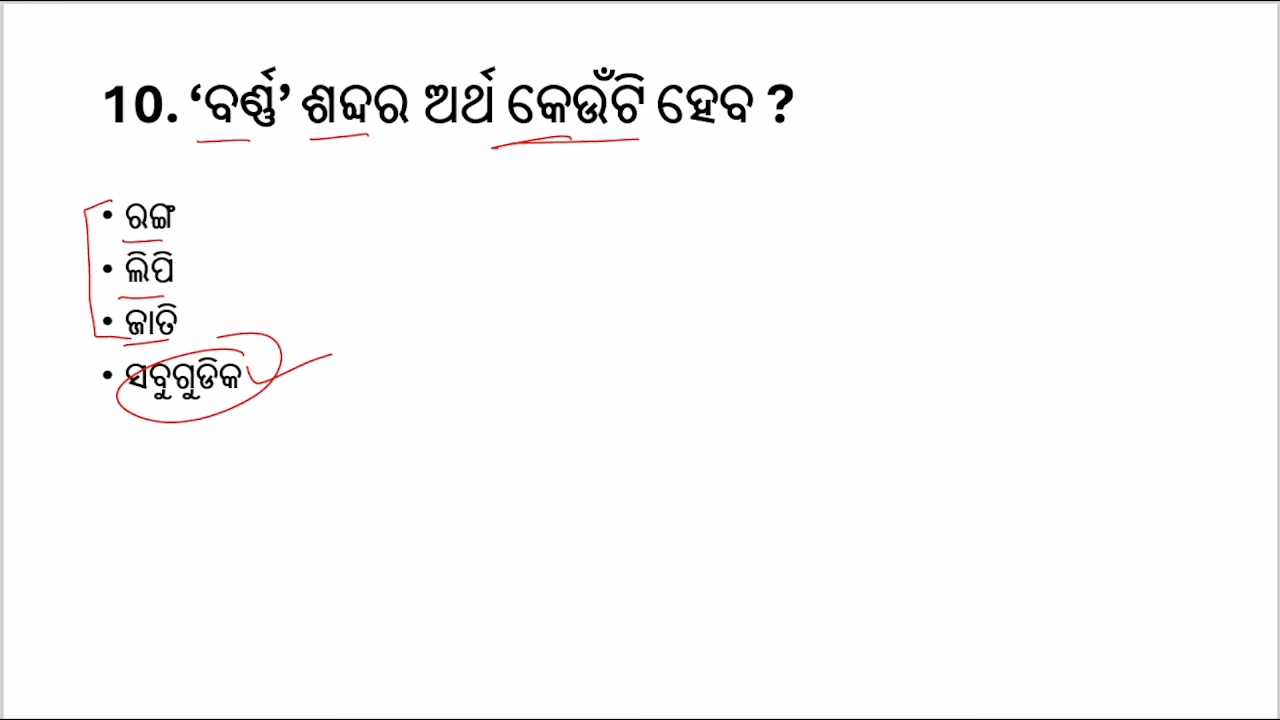 10. ‘ବର୍ଣ୍ଣ’ ଶବ୍ଦର ଅର୍ଥ କେଉଁଟି ହେବ ?
• ରଙ୍ଗ
• ଲିପି
• ଜାତି
• ସବୁଗୁଡିକ